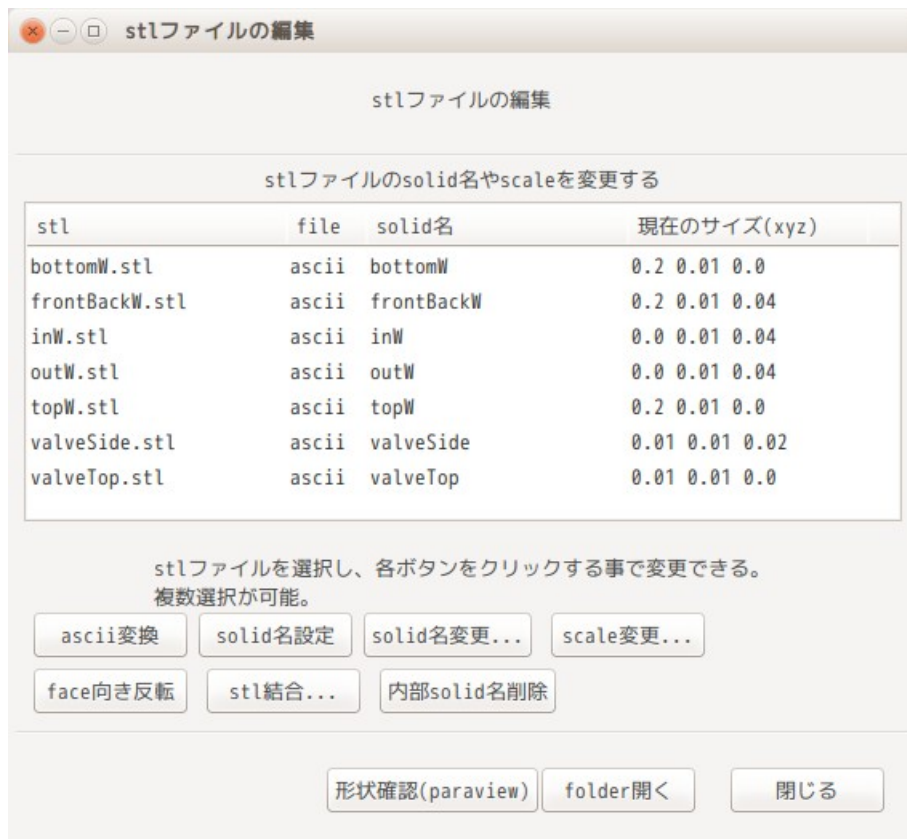 stlファイルの編集
stlファイルの編集
stlファイルのsolid名やscaleを変更する
stl file solid名 現在のサイズ(xyz)
bottomW.stl ascii bottomW 0.2 0.01 0.0
frontBackW.stl ascii frontBackW 0.2 0.01 0.04
inW.stl ascii inW 0.0 0.01 0.04
outW.stl ascii outW 0.0 0.01 0.04
topW.stl ascii topW 0.2 0.01 0.0
valveSide.stl ascii valveSide 0.01 0.01 0.02
valveTop.stl ascii valveTop 0.01 0.01 0.0
stlファイルを選択し、各ボタンをクリックする事で変更できる。
複数選択が可能。
ascii変換 solid名設定 solid名変更... scale変更...
face向き反転 stl結合... 内部solid名削除
形状確認(paraview) folder開く 閉じる